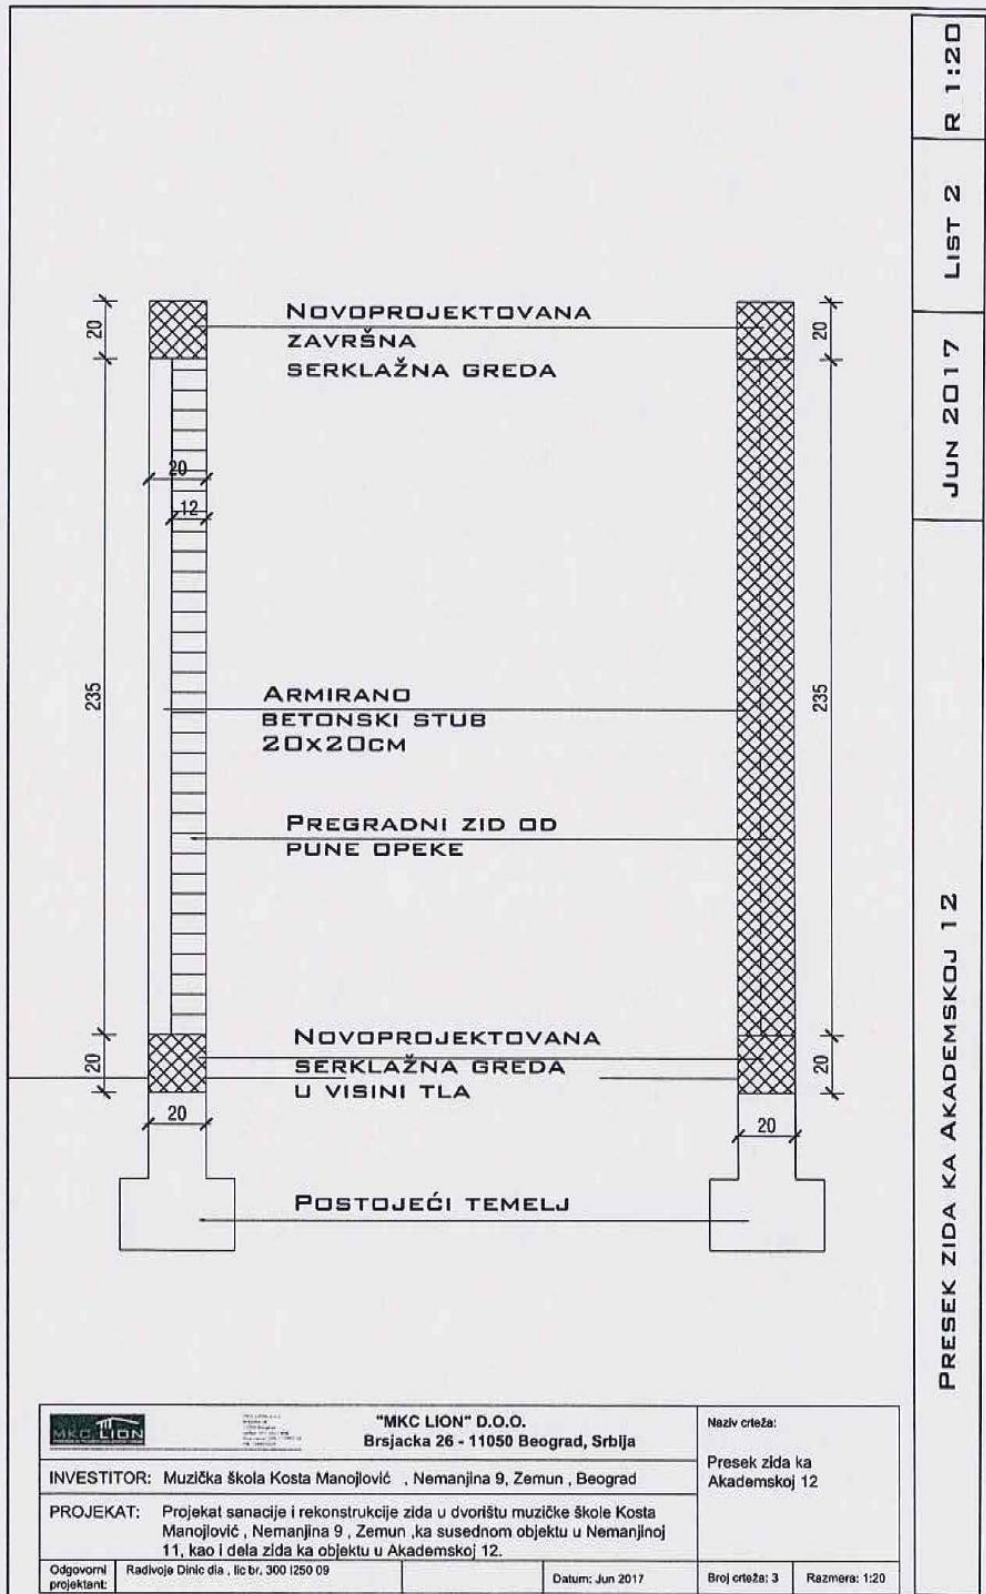 R 1:20
LIST 2
JUN 2017
PRESEK ZIDA KA AKADEMSKOJ 12
20
NOVOPROJEKTOVANA
ZAVRŠNA
SERKLAŽNA GREDA
20
20
12
235
ARMIRANO
BETONSKI STUB
20X20CM
235
PREGRADNI ZID OD
PUNE OPEKE
20
NOVOPROJEKTOVANA
SERKLAŽNA GREDA
U VISINI TLA
20
20
20
POSTOJEĆI TEMELJ
MKC LION
"MKC LION" D.O.O.
Brsjacka 26 - 11050 Beograd, Srbija
INVESTITOR: Muzička škola Kosta Manojlović , Nemanjina 9, Zemun , Beograd
PROJEKAT: Projekat sanacije i rekonstrukcije zida u dvorištu muzičke škole Kosta
Manojlović , Nemanjina 9 , Zemun ,ka susednom objektu u Nemanjinoj
11, kao i dela zida ka objektu u Akademskoj 12.
Naziv crteža:
Presek zida ka
Akademskoj 12
Odgovorni
projektant:
Radivoje Dinic dia , lic br. 300 I250 09
Datum: Jun 2017
Broj crteža: 3
Razmera: 1:20